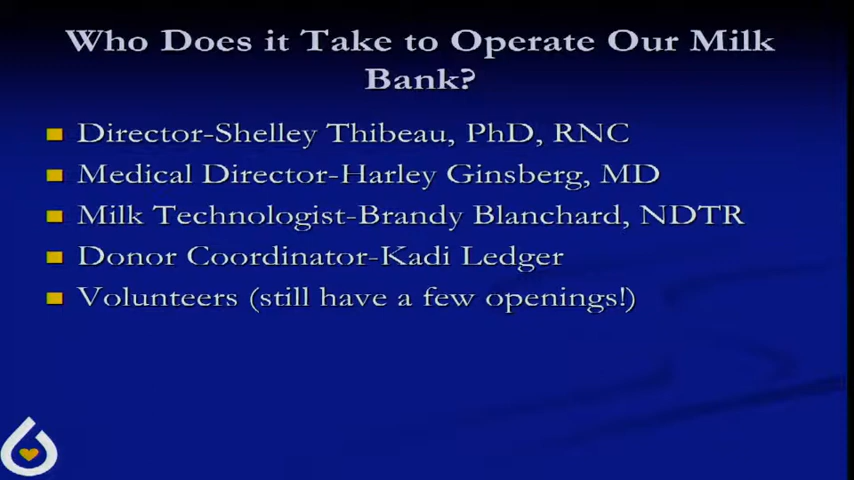 Who Does it Take to Operate Our Milk
Bank?
Director-Shelley Thibeau, PhD, RNC
Medical Director-Harley Ginsberg, MD
Milk Technologist-Brandy Blanchard, NDTR
Donor Coordinator-Kadi Ledger
Volunteers (still have a few openings!)